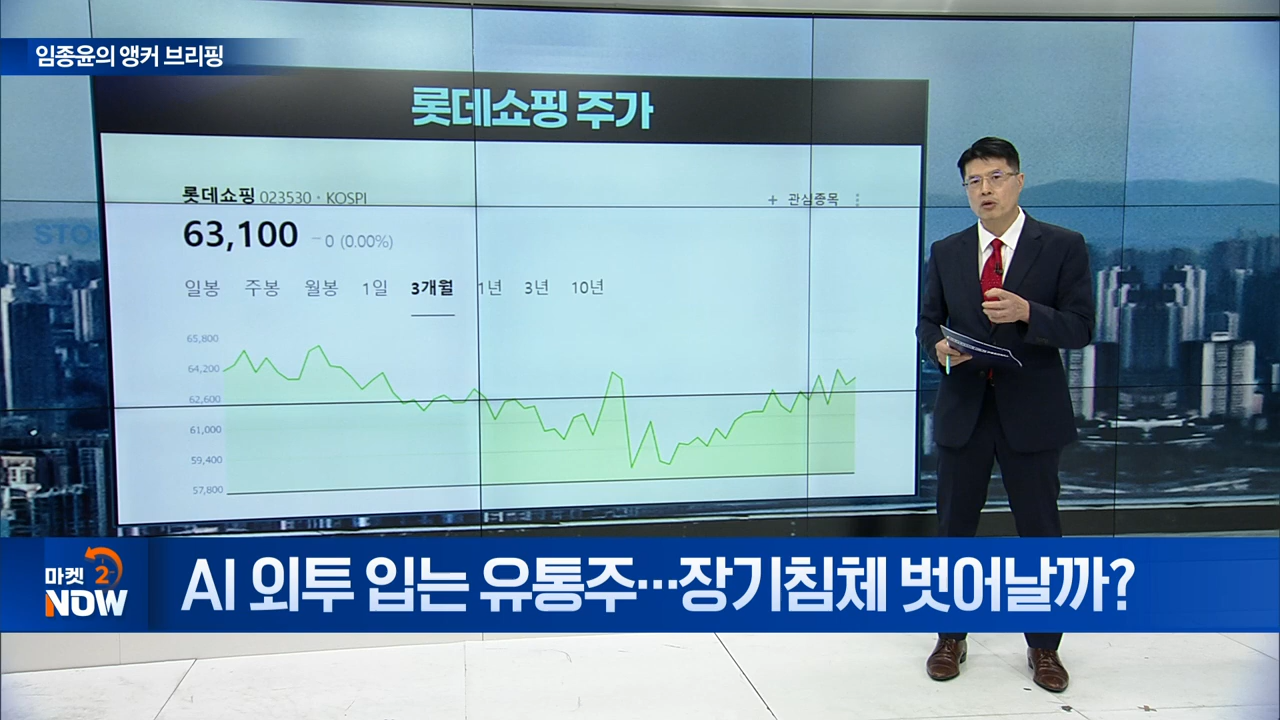 임종윤의 앵커 브리핑
롯데쇼핑 주가
STO
롯데쇼핑 023530 · KOSPI
+ 관심종목
63,100 – 0 (0.00%)
일봉 주봉 월봉 1일 3개월 1년 3년 10년
65,800
64,200
62,600
61,000
59,400
57,800
마켓 2
NOW
AI 외투 입는 유통주…장기침체 벗어날까?